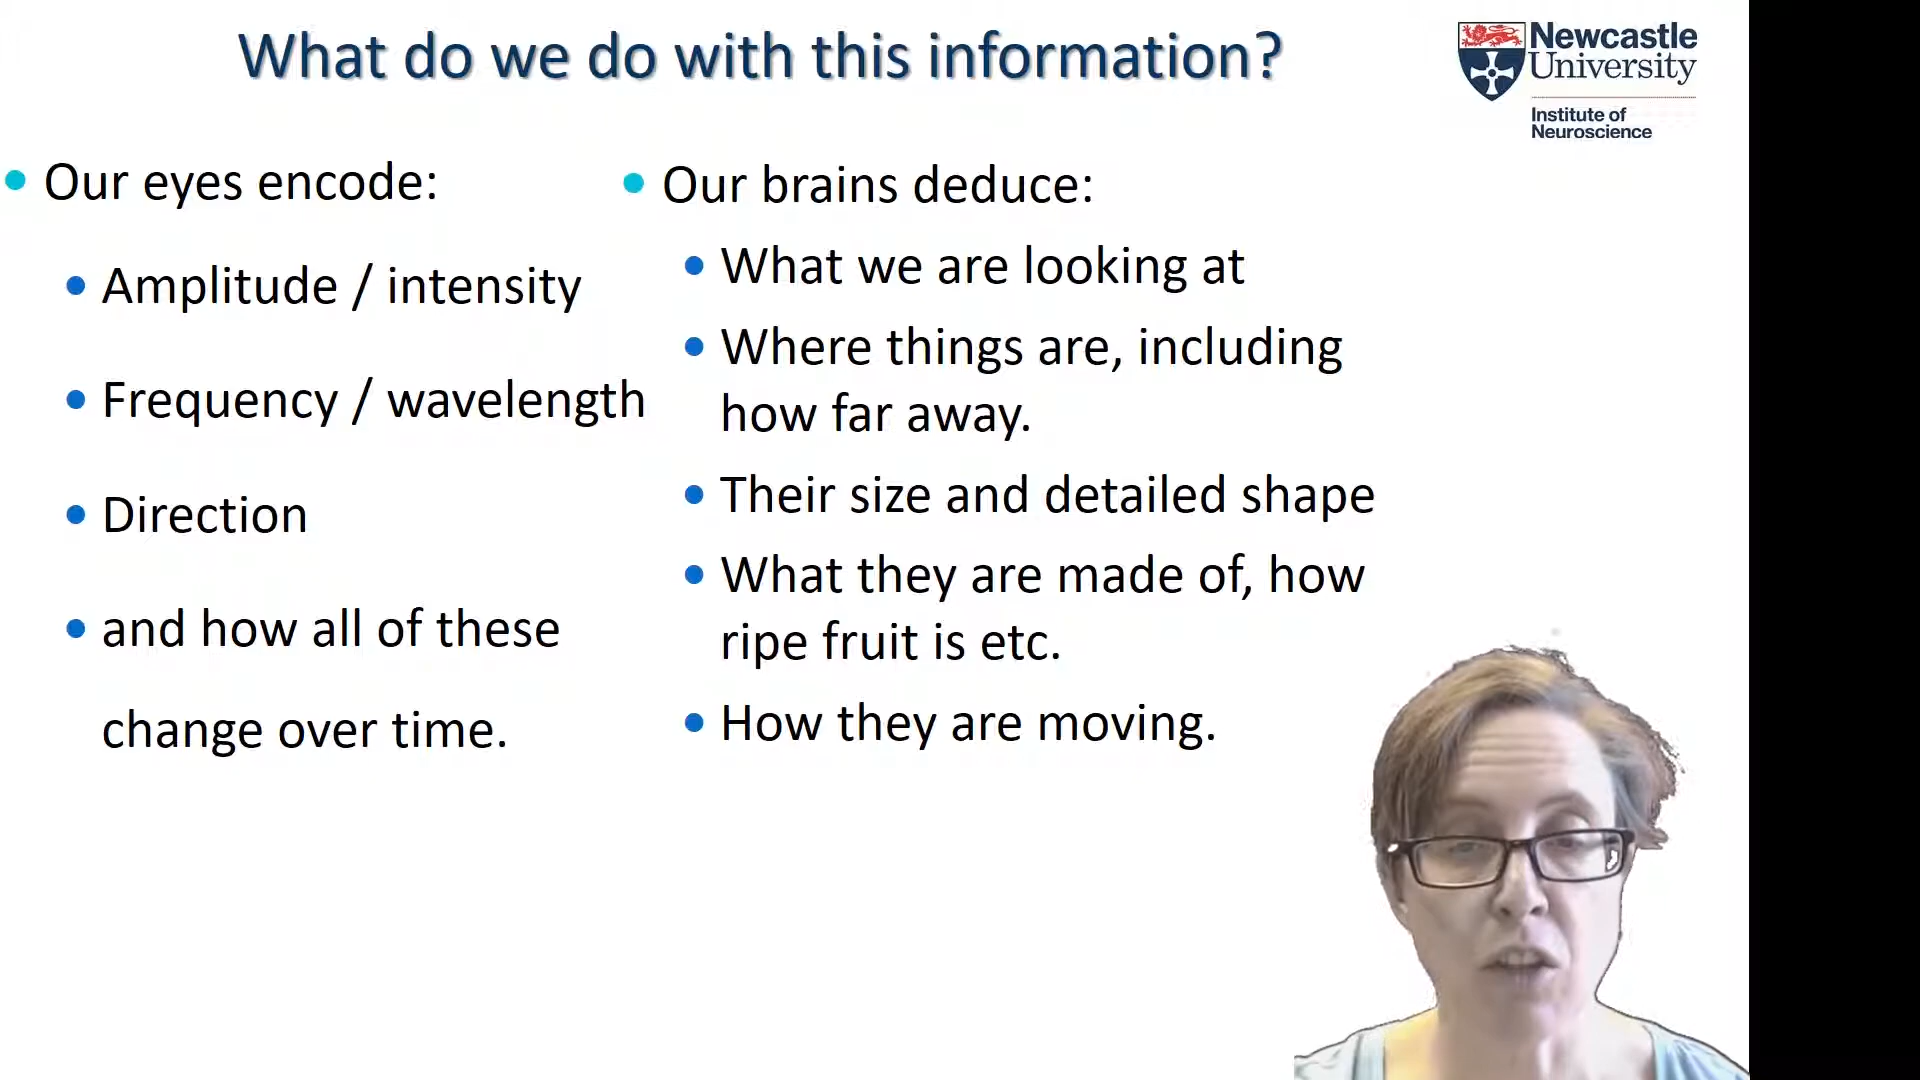 What do we do with this information?
Newcastle
University
Institute of
Neuroscience
• Our eyes encode:
• Amplitude / intensity
• Frequency / wavelength
• Direction
• and how all of these
change over time.
• Our brains deduce:
• What we are looking at
• Where things are, including
how far away.
• Their size and detailed shape
• What they are made of, how
ripe fruit is etc.
• How they are moving.